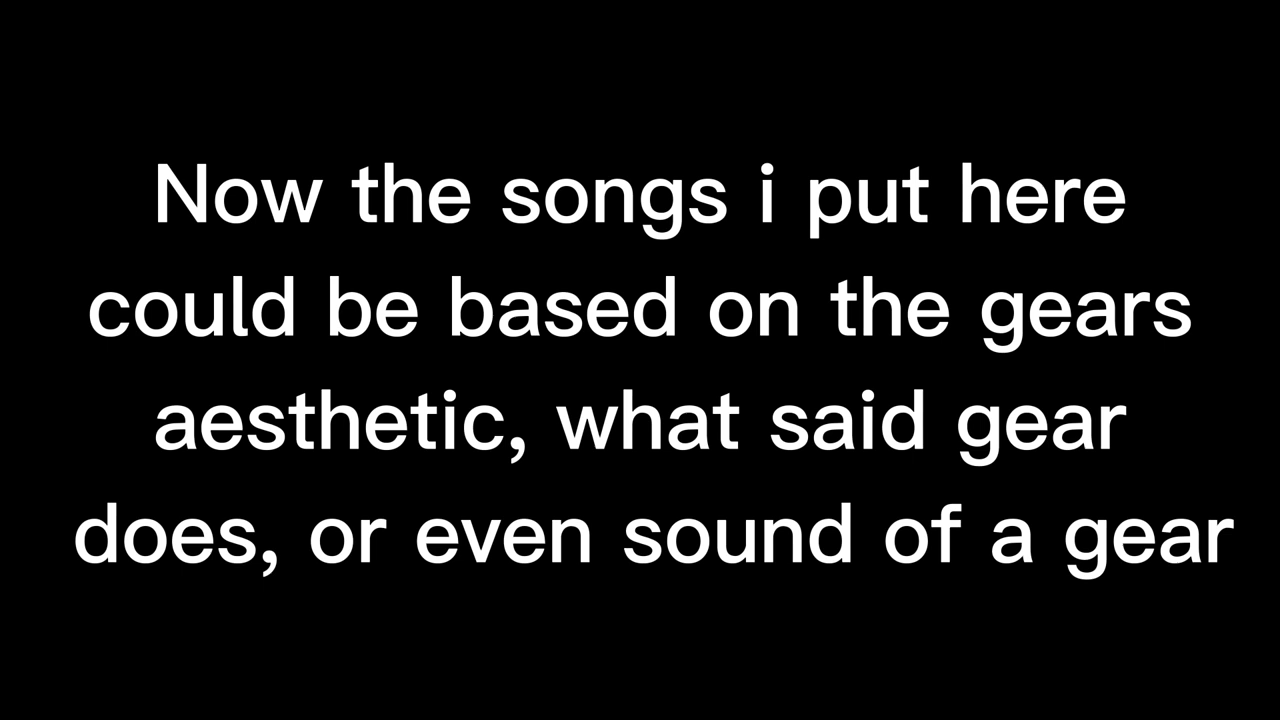 Now the songs i put here
could be based on the gears
aesthetic, what said gear
does, or even sound of a gear